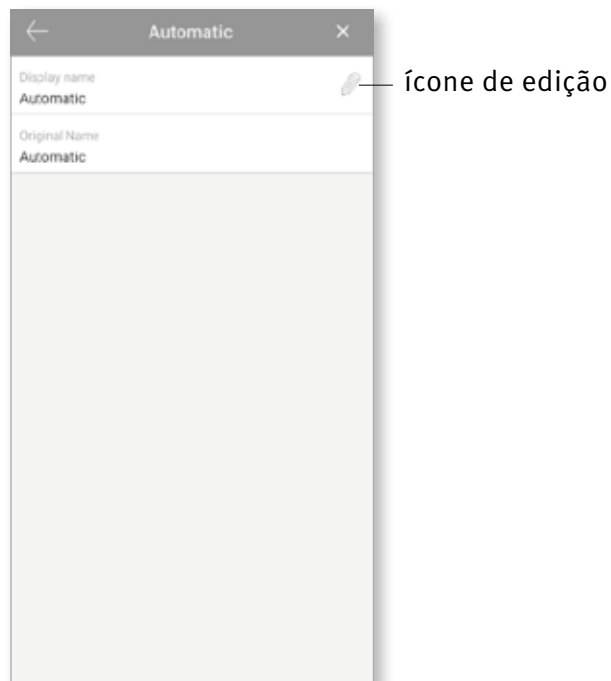 Automatic
Display name
ícone de edição
Automatic
Original Name
Automatic